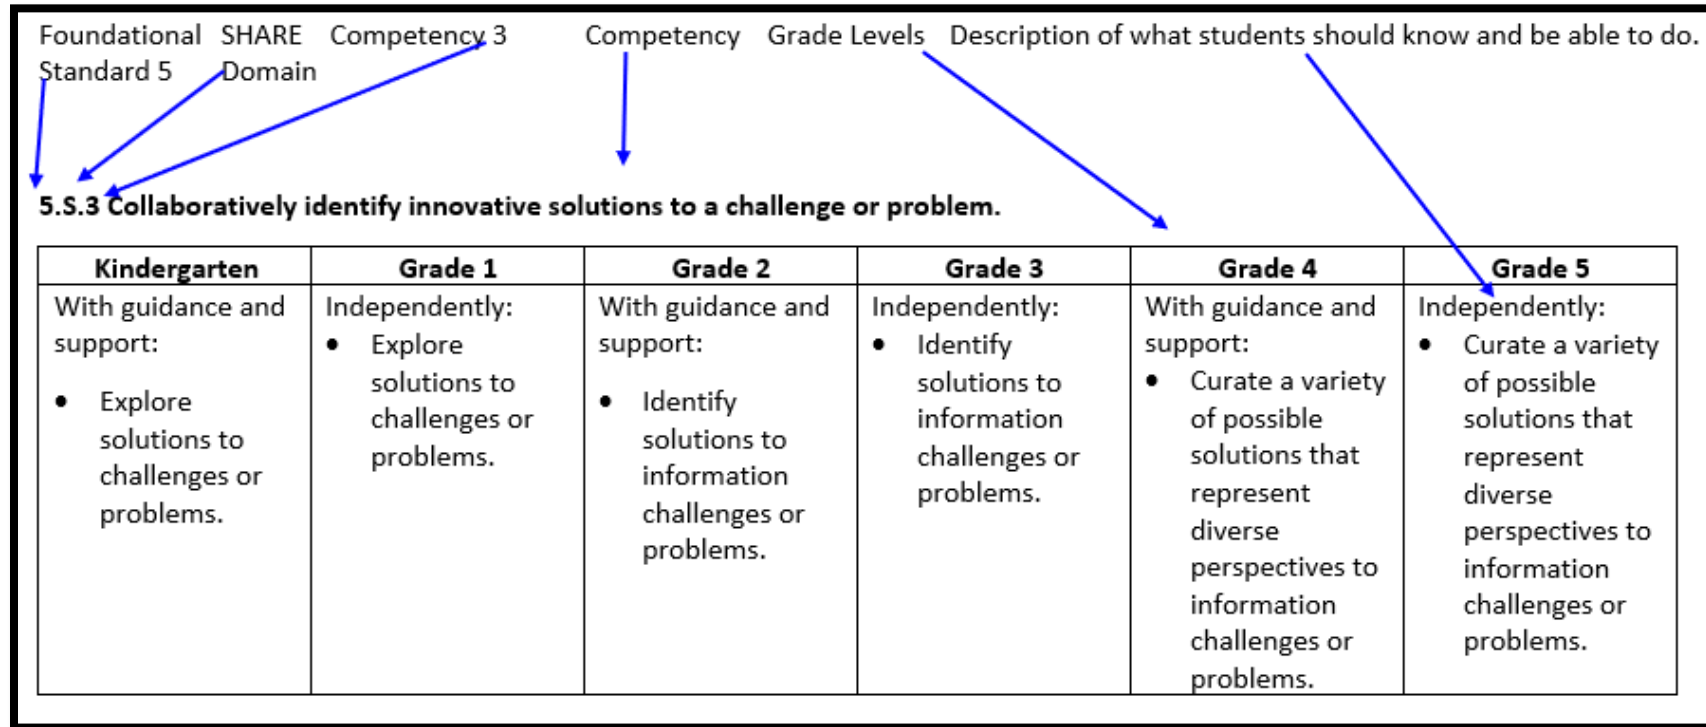 Foundational SHARE Competency 3 Competency Grade Levels Description of what students should know and be able to do.
Standard 5 Domain
5.S.3 Collaboratively identify innovative solutions to a challenge or problem.
Kindergarten
With guidance and
support:
• Explore
solutions to
challenges or
problems.
Grade 1
Independently:
• Explore
solutions to
challenges or
problems.
Grade 2
With guidance and
support:
• Identify
solutions to
information
challenges or
problems.
Grade 3
Independently:
• Identify
solutions to
information
challenges or
problems.
Grade 4
With guidance and
support:
• Curate a variety
of possible
solutions that
represent
diverse
perspectives to
information
challenges or
problems.
Grade 5
Independently:
• Curate a variety
of possible
solutions that
represent
diverse
perspectives to
information
challenges or
problems.